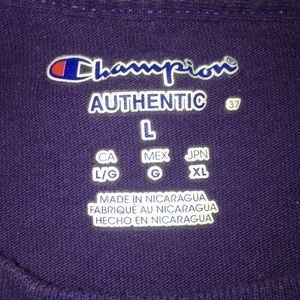 Champion®
AUTHENTIC 37
L
CA MEX JPN
L/G G XL
MADE IN NICARAGUA
FABRIQUÉ AU NICARAGUA
HECHO EN NICARAGUA